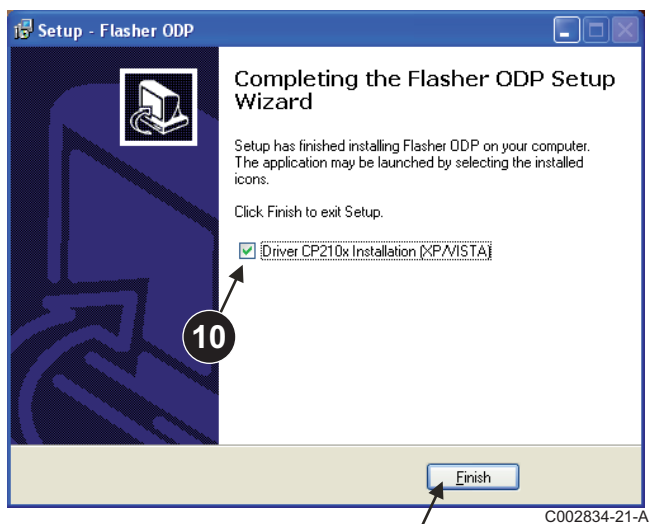 Setup - Flasher ODP
Completing the Flasher ODP Setup
Wizard
Setup has finished installing Flasher ODP on your computer.
The application may be launched by selecting the installed
icons.
Click Finish to exit Setup.
Driver CP210x Installation (XP/VISTA)
10
Finish
C002834-21-A